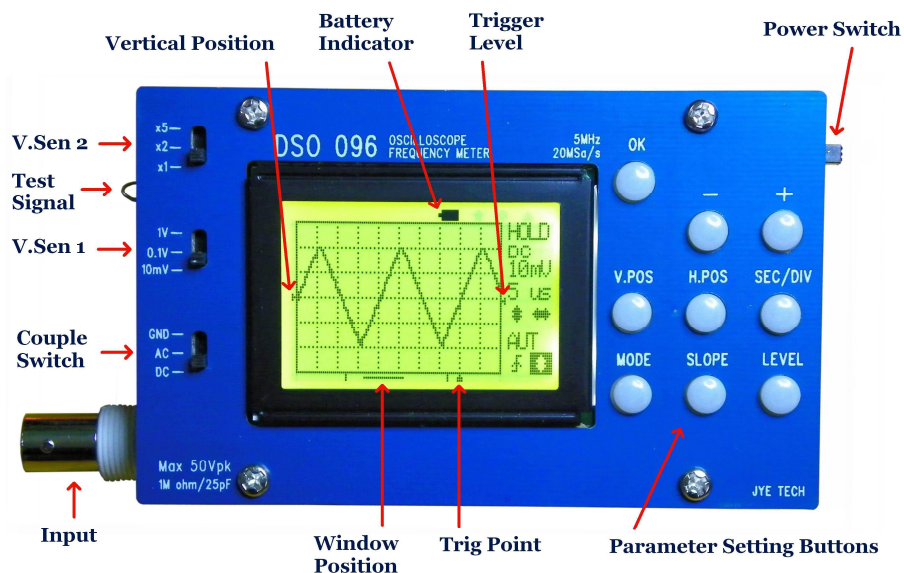 Battery
Indicator
Trigger
Level
Power Switch
Vertical Position
V.Sen 2
x5
x2
x1
DSO 096
OSCILLOSCOPE
FREQUENCY METER
5MHz
20MSa/s
OK
Test
Signal
− +
V.Sen 1
1V
0.1V
10mV
HOLD
DC
10mV
5 us
AUT
V.POS H.POS SEC/DIV
Couple
Switch
GND
AC
DC
MODE SLOPE LEVEL
Max 50Vpk
1M ohm/25pF
JYE TECH
Input
Window
Position
Trig Point
Parameter Setting Buttons